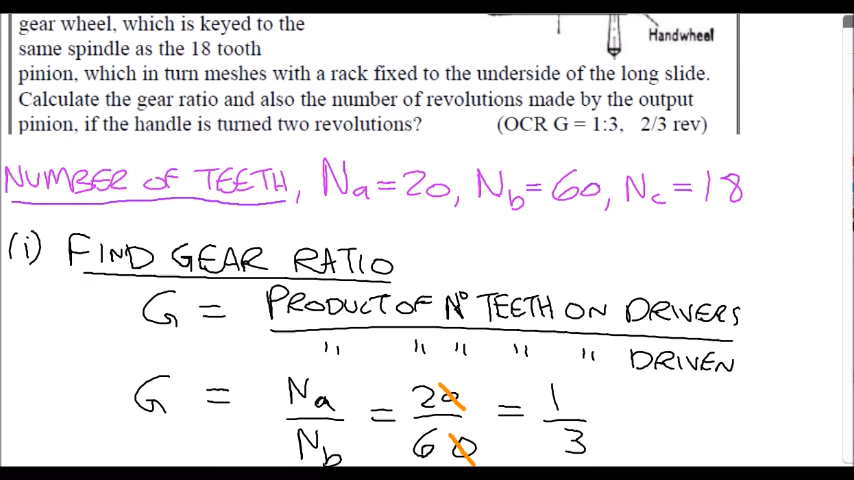 gear wheel, which is keyed to the
same spindle as the 18 tooth
Handwheel
pinion, which in turn meshes with a rack fixed to the underside of the long slide.
Calculate the gear ratio and also the number of revolutions made by the output
pinion, if the handle is turned two revolutions? (OCR G = 1:3, 2/3 rev)
NUMBER OF TEETH, Na=20, Nb=60, Nc=18
(i) FIND GEAR RATIO
G = PRODUCT OF Nº TEETH ON DRIVERS
" " " " " DRIVEN
G = Na/Nb = 20/60 = 1/3